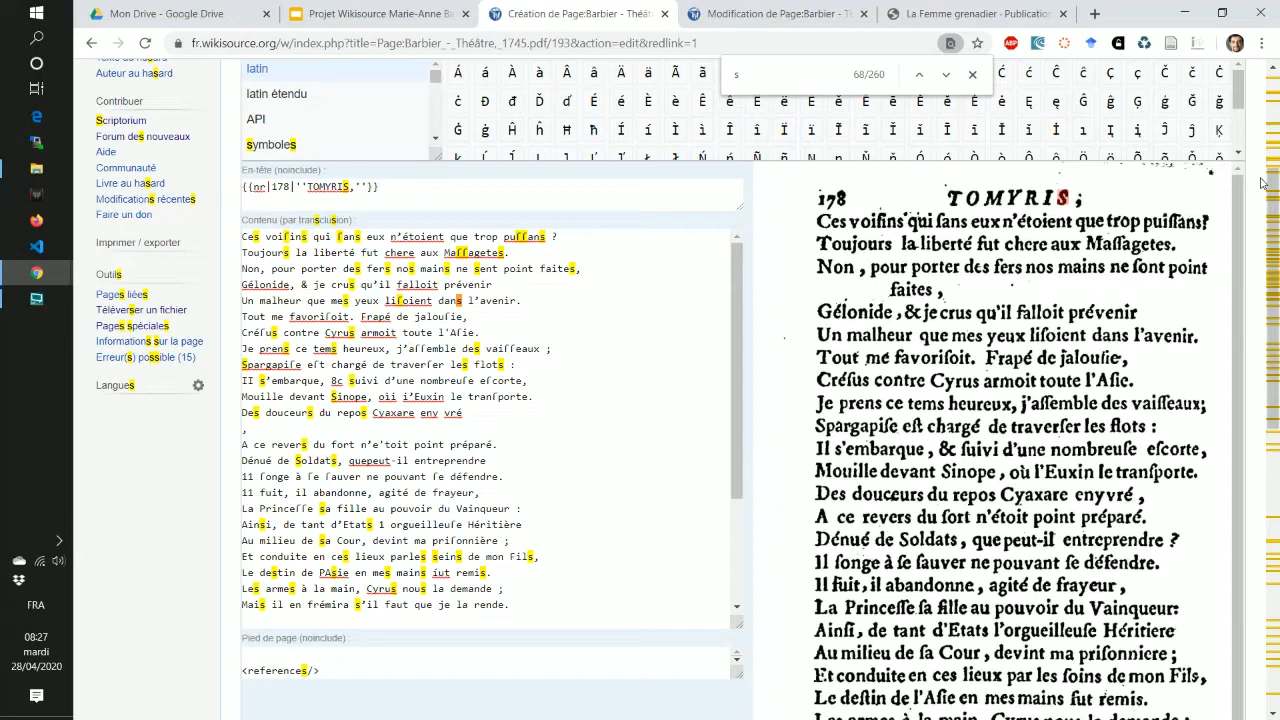 Mon Drive - Google Drive
Projet Wikisource Marie-Anne Ba
Création de Page:Barbier - Théât
Modification de Page:Barbier - T
La Femme grenadier - Publication
fr.wikisource.org/w/index.php?title=Page:Barbier_-_Théâtre,_1745.pdf/193&action=edit&redlink=1
s
68/260
Auteur au hasard
Contribuer
Scriptorium
Forum des nouveaux
Aide
Communauté
Livre au hasard
Modifications récentes
Faire un don
Imprimer / exporter
Outils
Pages liées
Téléverser un fichier
Pages spéciales
Informations sur la page
Erreur(s) possible (15)
Langues
FRA
08:27
mardi
28/04/2020
latin
latin étendu
API
symboles
En-tête (noinclude) :
{{nr|178|''TOMYRIS,''}}
Contenu (par transclusion) :
Ces voiſins qui ſans eux n’étoient que trop puſſans ?
Toujours la liberté fut chere aux Maſſagetes.
Non, pour porter des fers nos mains ne sent point faites,
Gélonide, & je crus qu’il falloit prévenir
Un malheur que mes yeux liſoient dans l’avenir.
Tout me favoriſoit. Frapé de jalouſie,
Créſus contre Cyrus armoit toute l’Aſie.
Je prens ce tems heureux, j’aſſemble des vaiſſeaux ;
Spargapiſe eſt chargé de traverſer les flots :
II s’embarque, 8c suivi d’une nombreuſe eſcorte,
Mouille devant Sinope, oii i’Euxin le tranſporte.
Des douceurs du repos Cyaxare env vré
,
A ce revers du fort n’e't­oit point préparé.
Dénué de Soldats, quepeut-il entreprendre
11 ſonge à ſe ſauver ne pouvant ſe défendre.
11 fuit, il abandonne, agité de frayeur,
La Princeſſe sa fille au pouvoir du Vainqueur :
Ainsi, de tant d’Etats 1 orgueilleuſe Héritière
Au milieu de sa Cour, devint ma priſonnière ;
Et conduite en ces lieux parles seins de mon Fils,
Le destin de PAsie en mes mains iut remis.
Les armes à la main, Cyrus nous la demande ;
Mais il en frémira s’il faut que je la rende.
Pied de page (noinclude) :
<references/>
178 TOMYRIS ;
Ces voiſins qui ſans eux n’étoient que trop puiſſans?
Toujours la liberté fut chere aux Maſſagetes.
Non, pour porter des fers nos mains ne ſont point
faites,
Gélonide, & je crus qu’il falloit prévenir
Un malheur que mes yeux liſoient dans l’avenir.
Tout me favoriſoit. Frapé de jalouſie,
Créſus contre Cyrus armoit toute l’Aſie.
Je prens ce tems heureux, j’aſſemble des vaiſſeaux;
Spargapiſe eſt chargé de traverſer les flots :
Il s’embarque, & ſuivi d’une nombreuſe eſcorte,
Mouille devant Sinope, où l’Euxin le tranſporte.
Des douceurs du repos Cyaxare enyvré,
A ce revers du ſort n’étoit point préparé.
Dénué de Soldats, que peut-il entreprendre ?
Il ſonge à ſe ſauver ne pouvant ſe défendre.
Il fuit, il abandonne, agité de frayeur,
La Princeſſe ſa fille au pouvoir du Vainqueur:
Ainſi, de tant d’Etats l’orgueilleuſe Héritiere
Au milieu de ſa Cour, devint ma priſonniere ;
Et conduite en ces lieux par les ſoins de mon Fils,
Le deſtin de l’Aſie en mes mains fut remis.